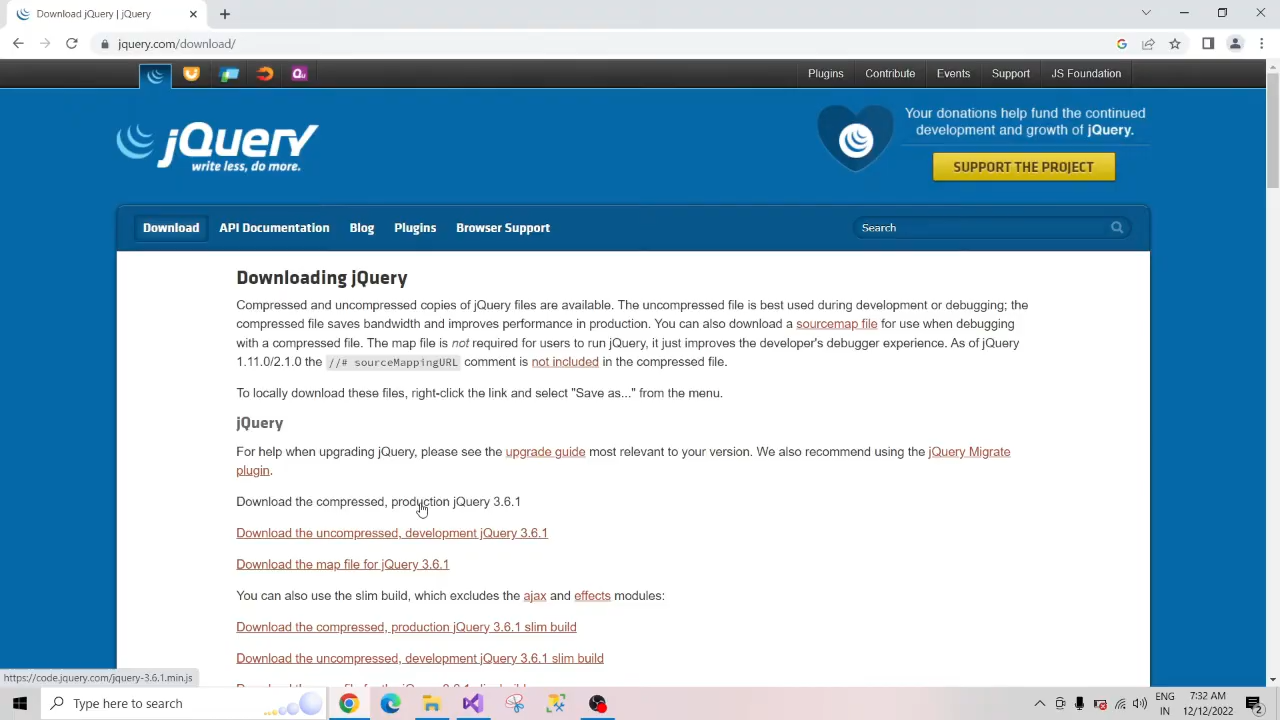 Download jQuery | jQuery
jquery.com/download/
Plugins Contribute Events Support JS Foundation
Qu
jQuery
write less, do more.
Your donations help fund the continued
development and growth of jQuery.
SUPPORT THE PROJECT
Download API Documentation Blog Plugins Browser Support Search
Downloading jQuery
Compressed and uncompressed copies of jQuery files are available. The uncompressed file is best used during development or debugging; the
compressed file saves bandwidth and improves performance in production. You can also download a sourcemap file for use when debugging
with a compressed file. The map file is not required for users to run jQuery, it just improves the developer's debugger experience. As of jQuery
1.11.0/2.1.0 the //# sourceMappingURL comment is not included in the compressed file.
To locally download these files, right-click the link and select "Save as..." from the menu.
jQuery
For help when upgrading jQuery, please see the upgrade guide most relevant to your version. We also recommend using the jQuery Migrate
plugin.
Download the compressed, production jQuery 3.6.1
Download the uncompressed, development jQuery 3.6.1
Download the map file for jQuery 3.6.1
You can also use the slim build, which excludes the ajax and effects modules:
Download the compressed, production jQuery 3.6.1 slim build
Download the uncompressed, development jQuery 3.6.1 slim build
https://code.jquery.com/jquery-3.6.1.min.js
Type here to search
ENG
IN
7:32 AM
12/12/2022
2